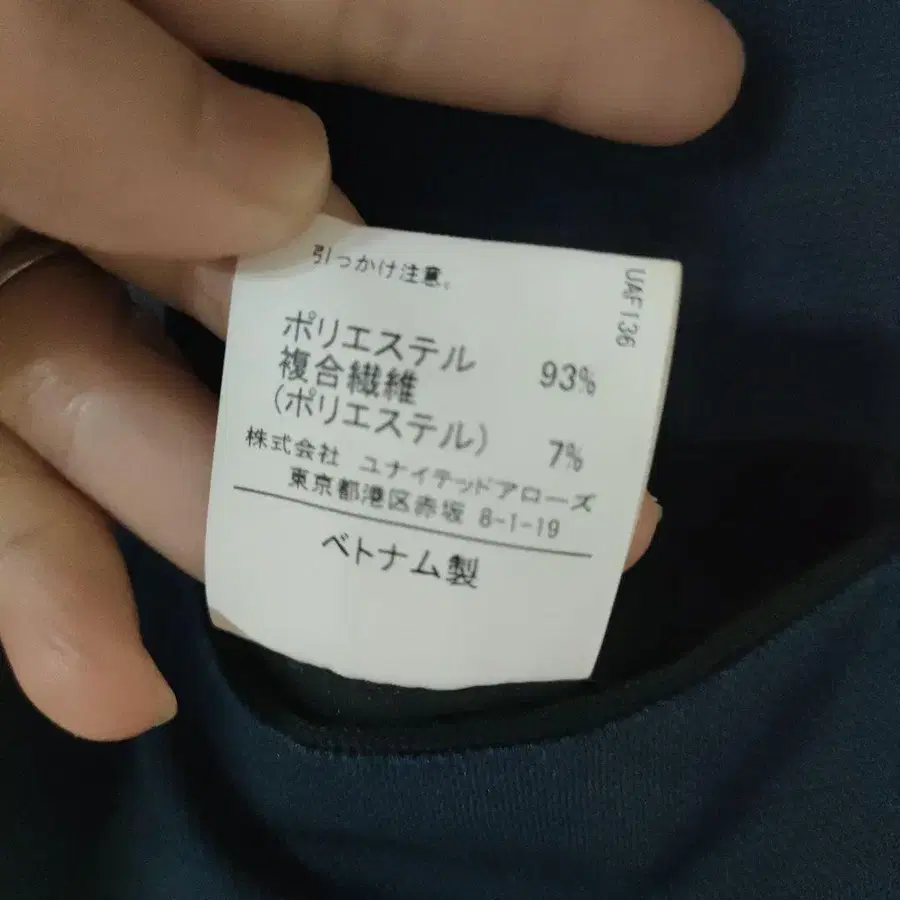 引っかけ注意。
UAF136
ポリエステル 93%
複合繊維
(ポリエステル) 7%
株式会社 ユナイテッドアローズ
東京都港区赤坂 8-1-19
ベトナム製